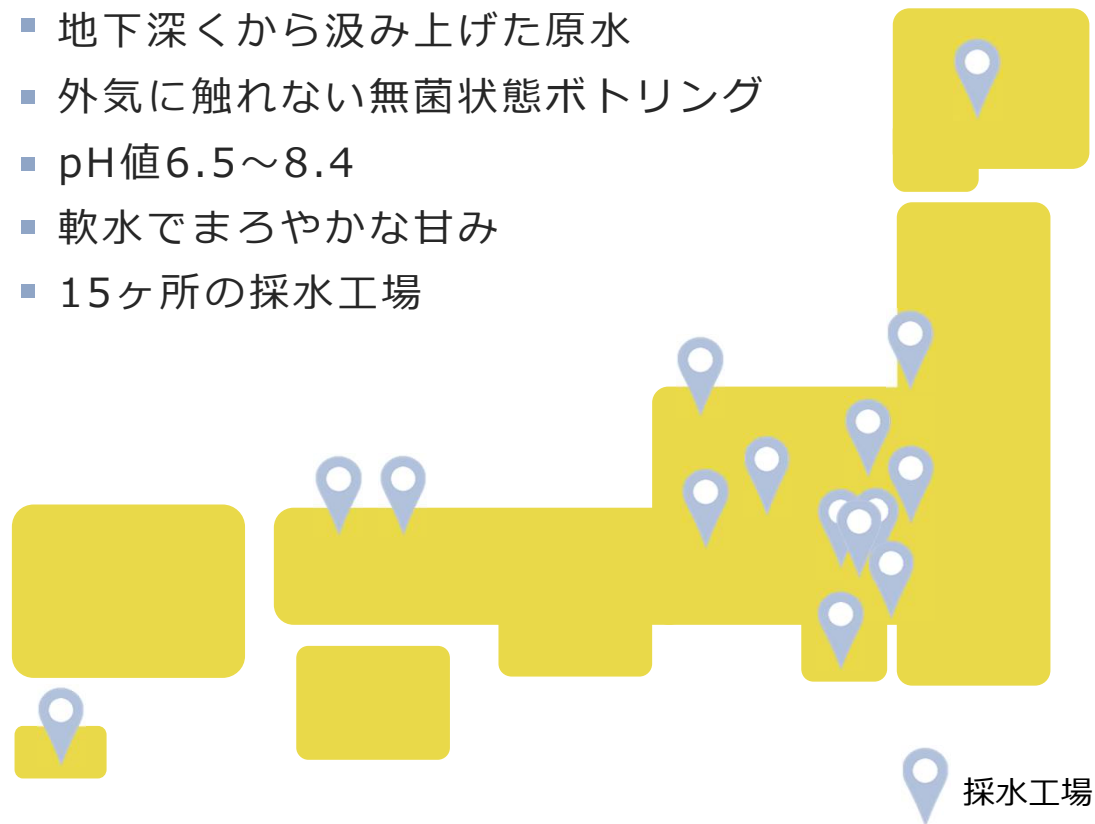 地下深くから汲み上げた原水
外気に触れない無菌状態ボトリング
pH値6.5～8.4
軟水でまろやかな甘み
15ヶ所の採水工場
採水工場